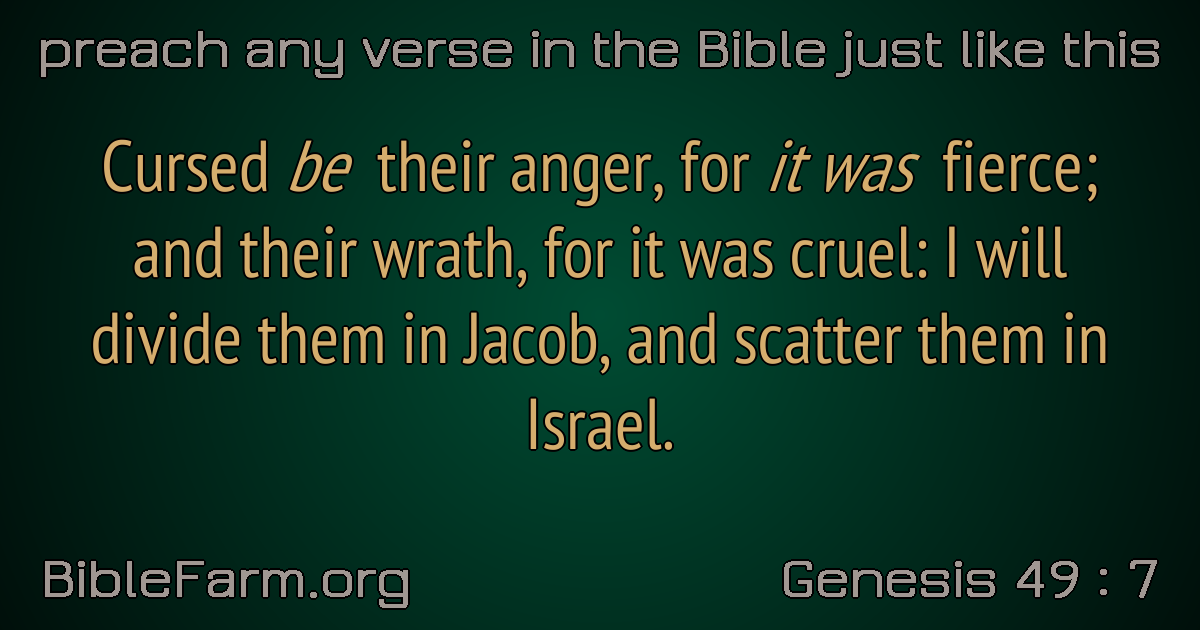 preach any verse in the Bible just like this
Cursed be their anger, for it was fierce;
and their wrath, for it was cruel: I will
divide them in Jacob, and scatter them in
Israel.
BibleFarm.org
Genesis 49 : 7